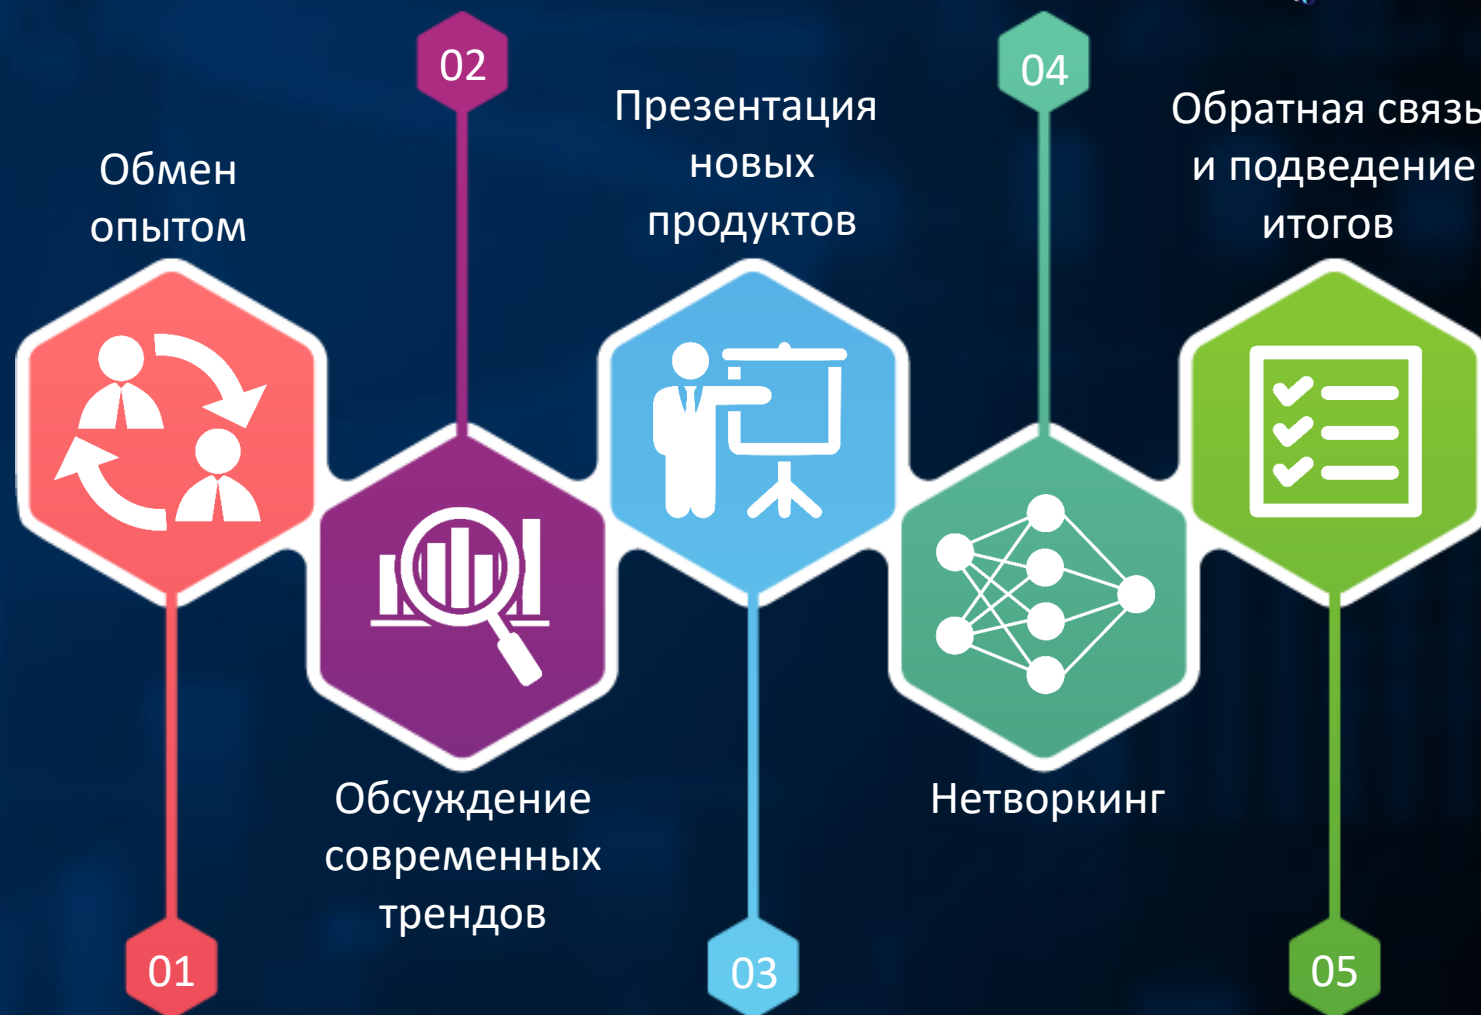 01
Обмен
опытом
02
Обсуждение
современных
трендов
03
Презентация
новых
продуктов
04
Нетворкинг
05
Обратная связь
и подведение
итогов